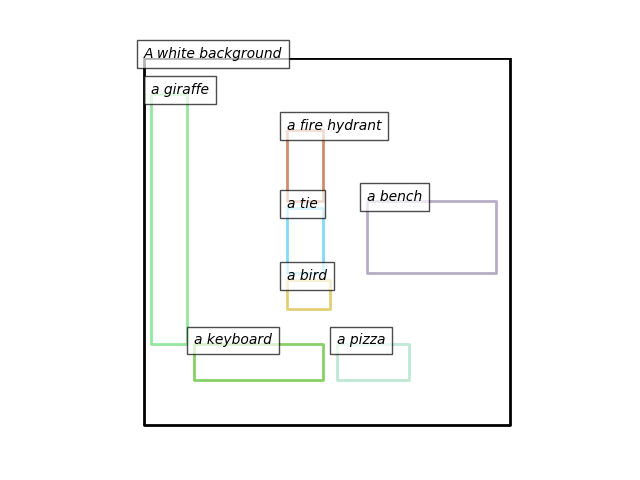 A white background
a giraffe
a fire hydrant
a bench
a tie
a bird
a keyboard
a pizza